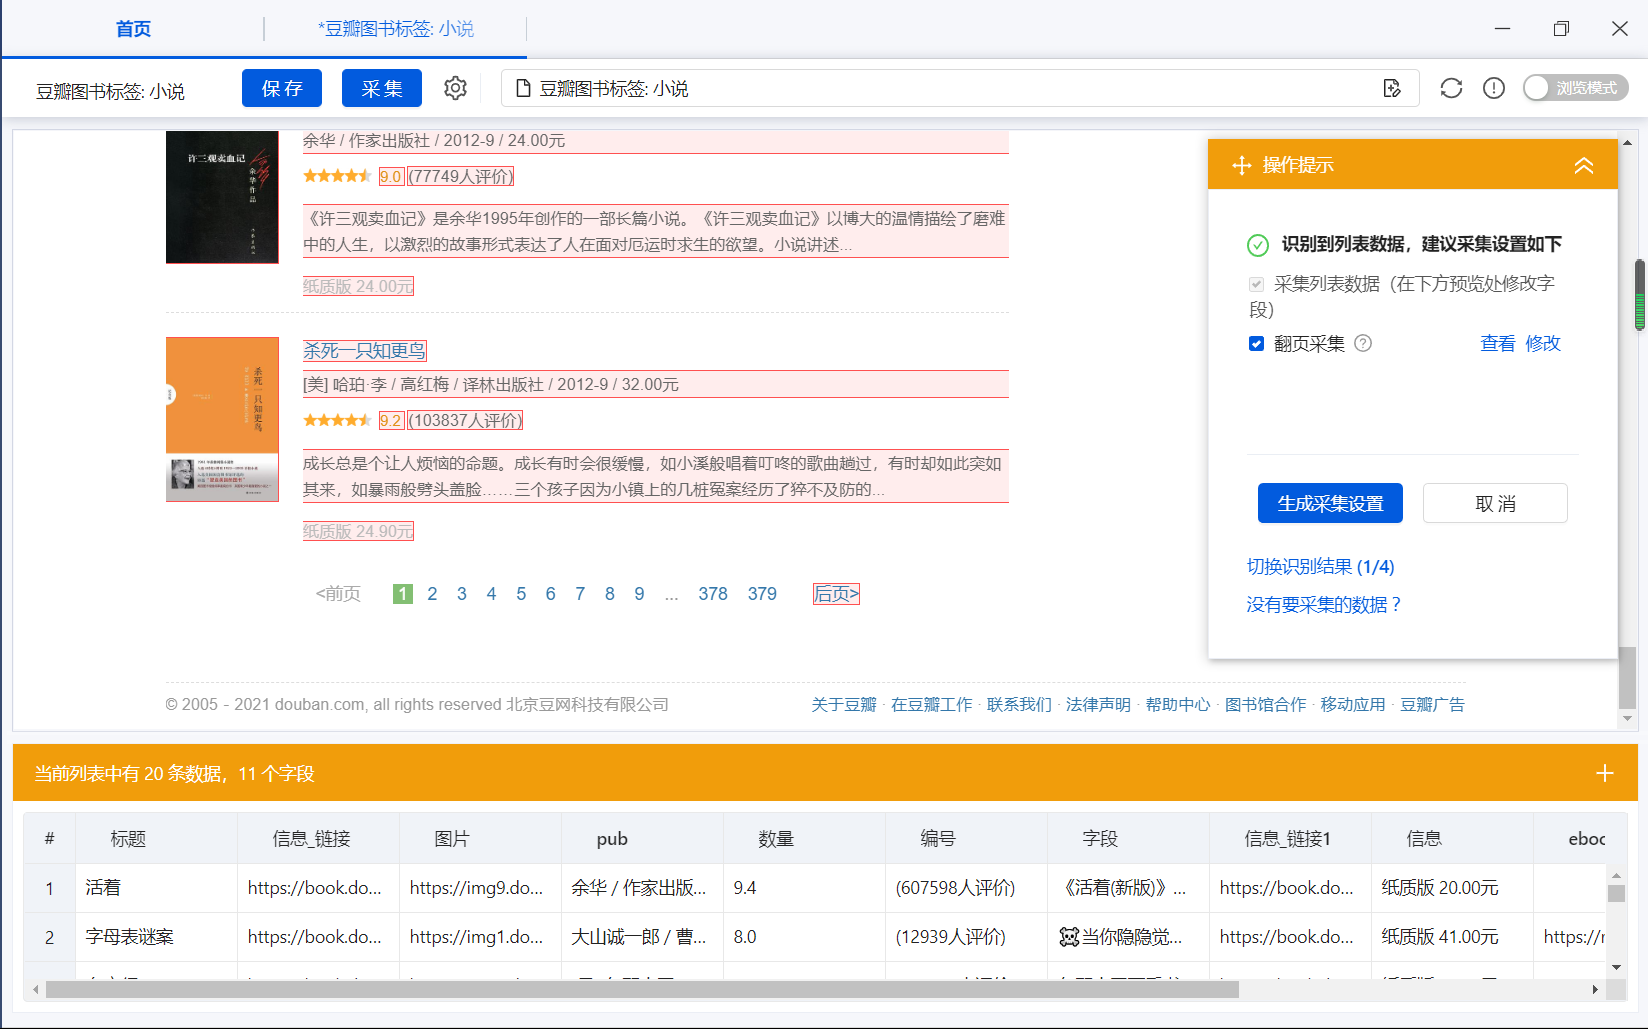 首页
*豆瓣图书标签: 小说
豆瓣图书标签: 小说
保存
采集
豆瓣图书标签: 小说
浏览模式
许三观卖血记
余华作品
余华 / 作家出版社 / 2012-9 / 24.00元
9.0 (77749人评价)
《许三观卖血记》是余华1995年创作的一部长篇小说。《许三观卖血记》以博大的温情描绘了磨难
中的人生，以激烈的故事形式表达了人在面对厄运时求生的欲望。小说讲述...
纸质版 24.00元
杀死一只知更鸟
杀死一只知更鸟
[美] 哈珀·李 / 高红梅 / 译林出版社 / 2012-9 / 32.00元
9.2 (103837人评价)
成长总是个让人烦恼的命题。成长有时会很缓慢，如小溪般唱着叮咚的歌曲趟过，有时却如此突如
其来，如暴雨般劈头盖脸……三个孩子因为小镇上的几桩冤案经历了猝不及防的...
纸质版 24.90元
<前页 1 2 3 4 5 6 7 8 9 ... 378 379 后页>
© 2005 - 2021 douban.com, all rights reserved 北京豆网科技有限公司
关于豆瓣 · 在豆瓣工作 · 联系我们 · 法律声明 · 帮助中心 · 图书馆合作 · 移动应用 · 豆瓣广告
操作提示
识别到列表数据，建议采集设置如下
采集列表数据（在下方预览处修改字
段）
翻页采集 ? 查看 修改
生成采集设置
取消
切换识别结果 (1/4)
没有要采集的数据？
当前列表中有 20 条数据，11 个字段
# 标题 信息_链接 图片 pub 数量 编号 字段 信息_链接1 信息 eboc
1 活着 https://book.do... https://img9.do... 余华 / 作家出版... 9.4 (607598人评价) 《活着(新版)》... https://book.do... 纸质版 20.00元
2 字母表谜案 https://book.do... https://img1.do... 大山诚一郎 / 曹... 8.0 (12939人评价) ☠当你隐隐觉... https://book.do... 纸质版 41.00元 https://r